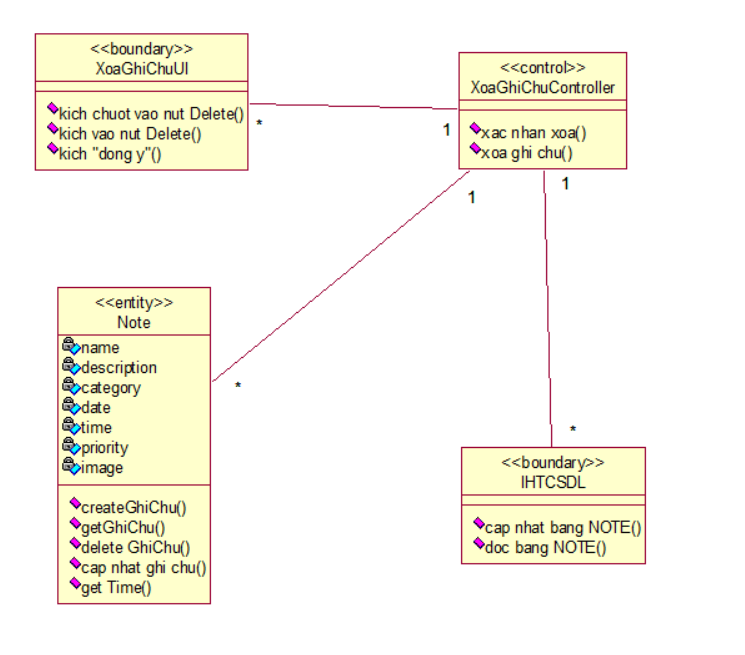 <<boundary>>
XoaGhiChuUI
kich chuot vao nut Delete()
kich vao nut Delete()
kich "dong y"()
*
1
<<control>>
XoaGhiChuController
xac nhan xoa()
xoa ghi chu()
1
1
<<entity>>
Note
name
description
category
date
time
priority
image
createGhiChu()
getGhiChu()
delete GhiChu()
cap nhat ghi chu()
get Time()
*
*
<<boundary>>
IHTCSDL
cap nhat bang NOTE()
doc bang NOTE()